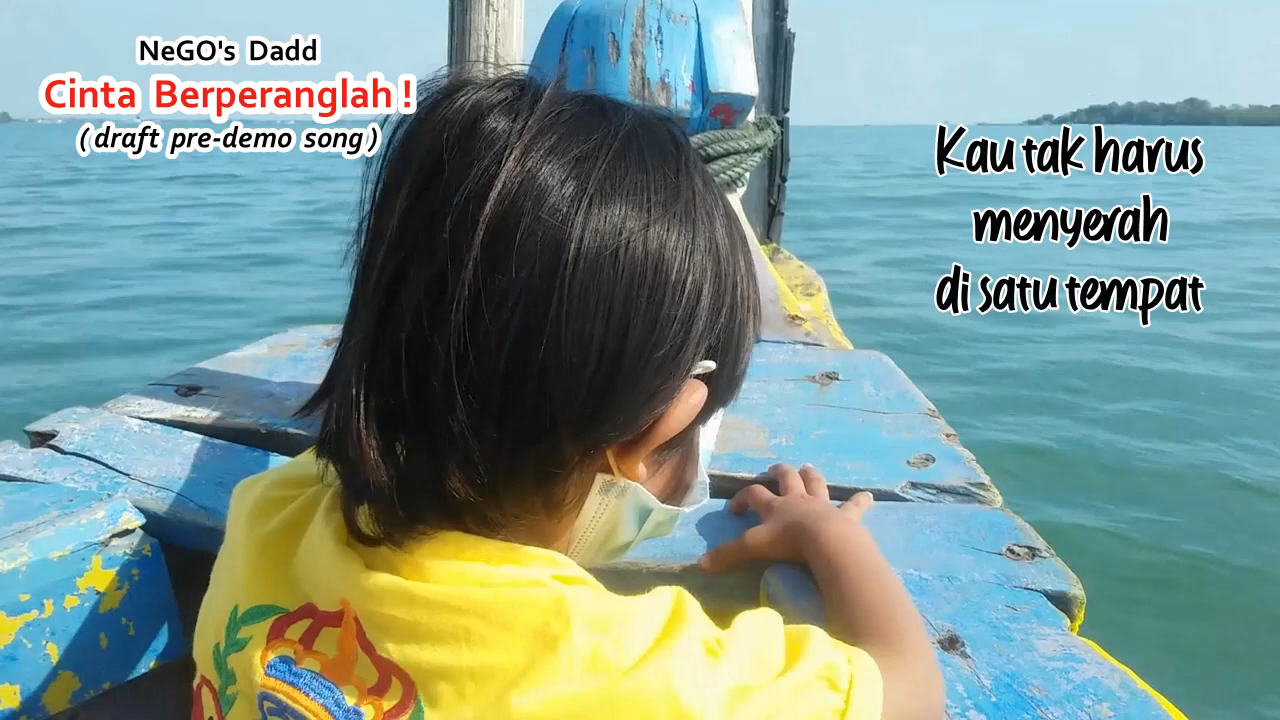 NeGO's Dadd
Cinta Berperanglah !
( draft pre-demo song )
Kau tak harus
menyerah
di satu tempat